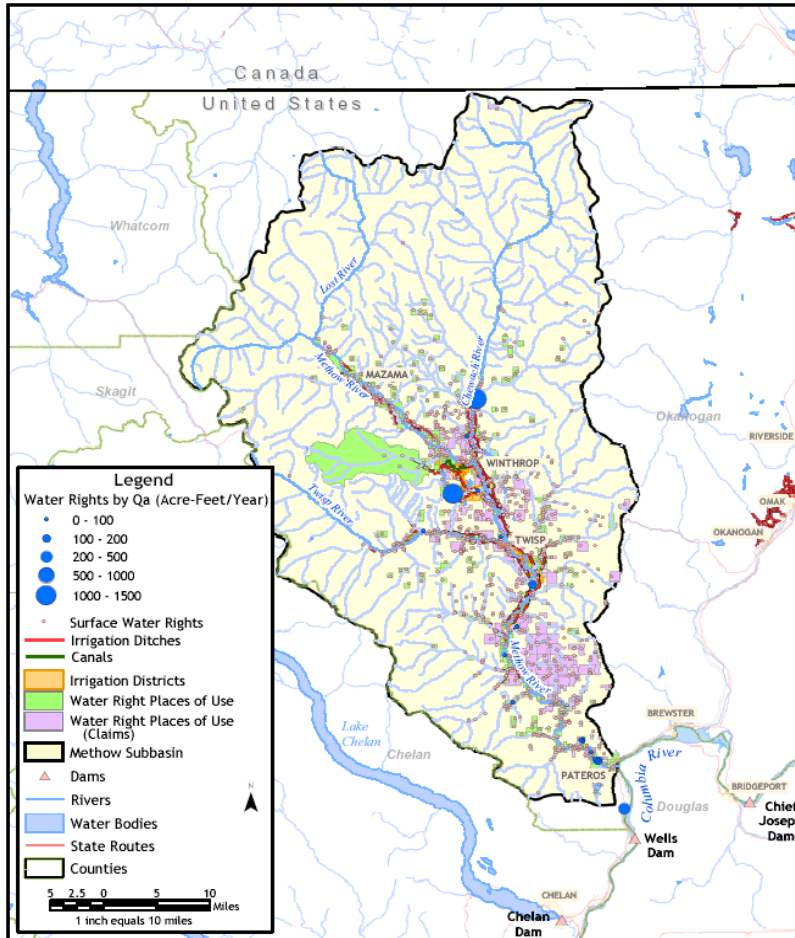 Canada
United States
Whatcom
Lost River
Skagit
MAZAMA
Methow River
Chewuch River
Okanogan
RIVERSIDE
OMAK
OKANOGAN
WINTHROP
Twisp River
TWISP
Methow River
Lake
Chelan
Chelan
BREWSTER
Columbia River
PATEROS
Douglas
BRIDGEPORT
Chief
Joseph
Dam
Wells
Dam
CHELAN
Chelan
Dam
Legend
Water Rights by Qa (Acre-Feet/Year)
0 - 100
100 - 200
200 - 500
500 - 1000
1000 - 1500
Surface Water Rights
Irrigation Ditches
Canals
Irrigation Districts
Water Right Places of Use
Water Right Places of Use
(Claims)
Methow Subbasin
Dams
Rivers
Water Bodies
State Routes
Counties
N
5 2.5 0 5 10
Miles
1 inch equals 10 miles